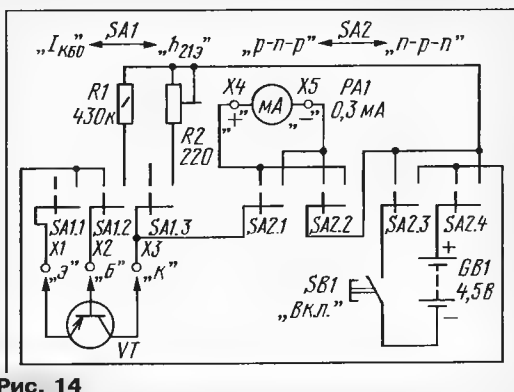 SA1 SA2
„I КБО" „h21Э" „p-n-p" „n-p-n"
R1
430к
X4 X5 PA1
mA
0,3 мА
„+" „–"
R2
220
SA1.1 SA1.2 SA1.3 SA2.1 SA2.2 SA2.3 SA2.4
X1 X2 X3
„Э" „Б" „К"
+
SB1
„Вкл."
GB1
4,5В
–
VT
Рис. 14